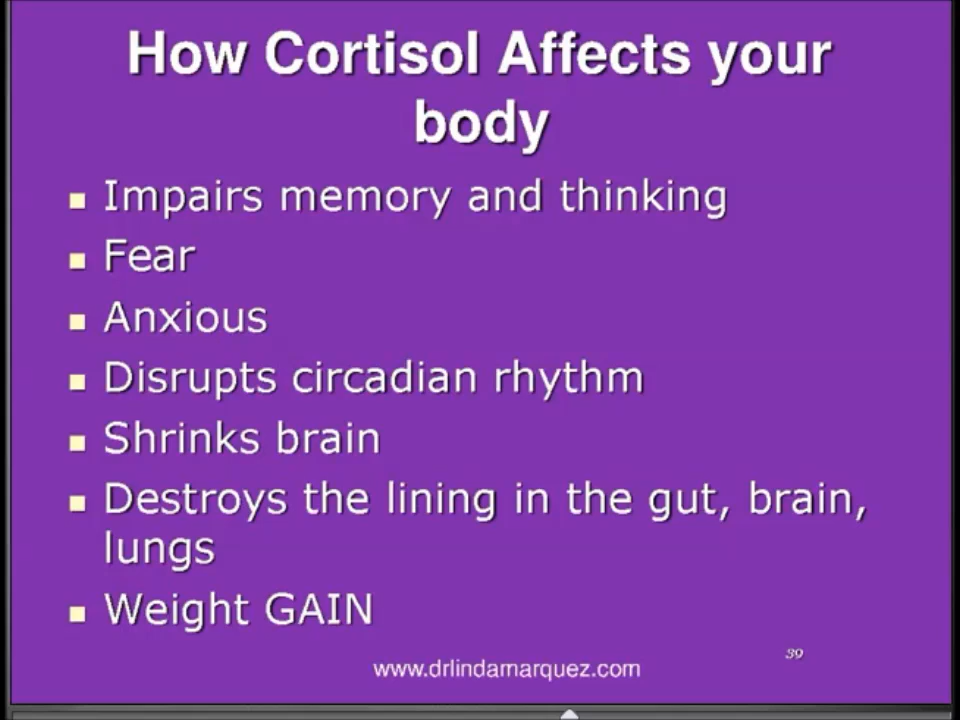 How Cortisol Affects your
body
Impairs memory and thinking
Fear
Anxious
Disrupts circadian rhythm
Shrinks brain
Destroys the lining in the gut, brain,
lungs
Weight GAIN
39
www.drlindamarquez.com